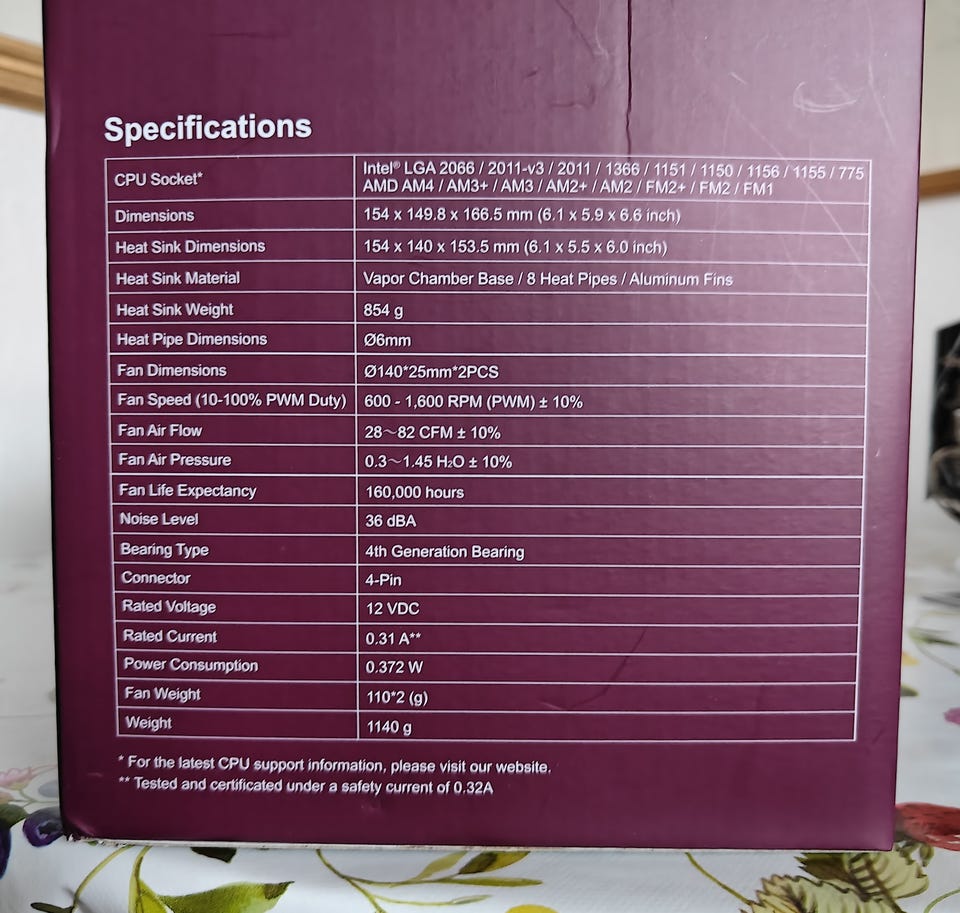 Specifications
CPU Socket* Intel® LGA 2066 / 2011-v3 / 2011 / 1366 / 1151 / 1150 / 1156 / 1155 / 775
AMD AM4 / AM3+ / AM3 / AM2+ / AM2 / FM2+ / FM2 / FM1
Dimensions 154 x 149.8 x 166.5 mm (6.1 x 5.9 x 6.6 inch)
Heat Sink Dimensions 154 x 140 x 153.5 mm (6.1 x 5.5 x 6.0 inch)
Heat Sink Material Vapor Chamber Base / 8 Heat Pipes / Aluminum Fins
Heat Sink Weight 854 g
Heat Pipe Dimensions Ø6mm
Fan Dimensions Ø140*25mm*2PCS
Fan Speed (10-100% PWM Duty) 600 - 1,600 RPM (PWM) ± 10%
Fan Air Flow 28～82 CFM ± 10%
Fan Air Pressure 0.3～1.45 H₂O ± 10%
Fan Life Expectancy 160,000 hours
Noise Level 36 dBA
Bearing Type 4th Generation Bearing
Connector 4-Pin
Rated Voltage 12 VDC
Rated Current 0.31 A**
Power Consumption 0.372 W
Fan Weight 110*2 (g)
Weight 1140 g
* For the latest CPU support information, please visit our website.
** Tested and certificated under a safety current of 0.32A